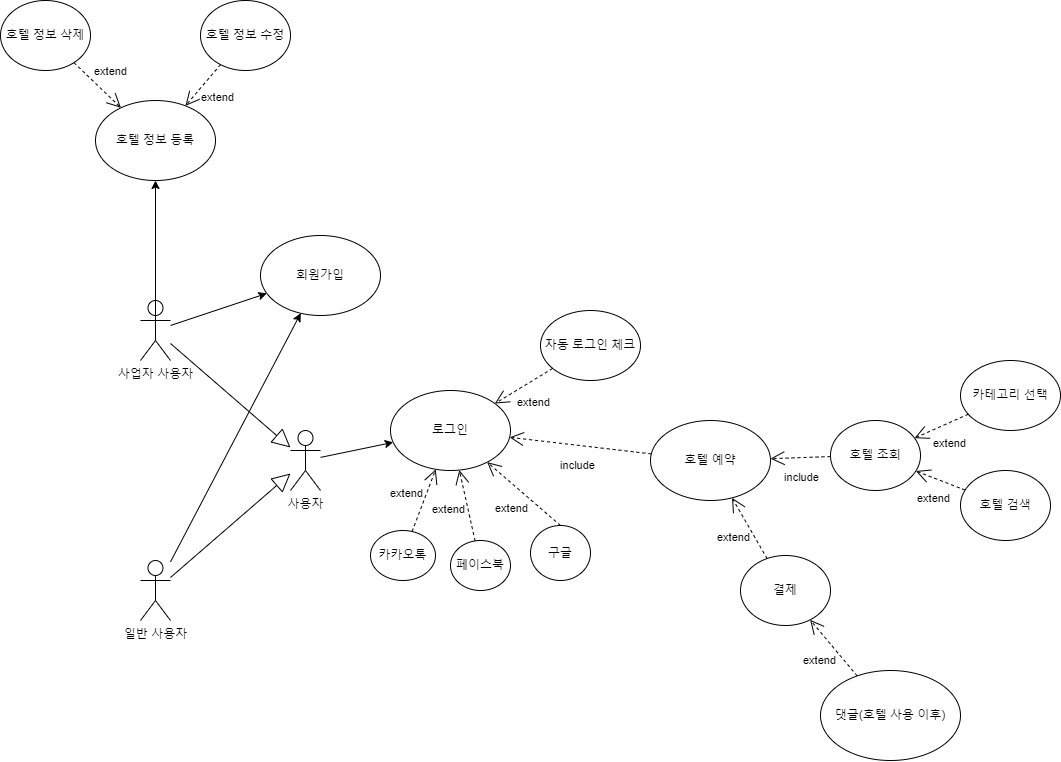 호텔 정보 삭제
호텔 정보 수정
extend
extend
호텔 정보 등록
회원가입
사업자 사용자
자동 로그인 체크
extend
카테고리 선택
로그인
호텔 예약
호텔 조회
extend
include
include
사용자
extend
extend
extend
extend
호텔 검색
카카오톡
페이스북
구글
extend
결제
일반 사용자
extend
댓글(호텔 사용 이후)